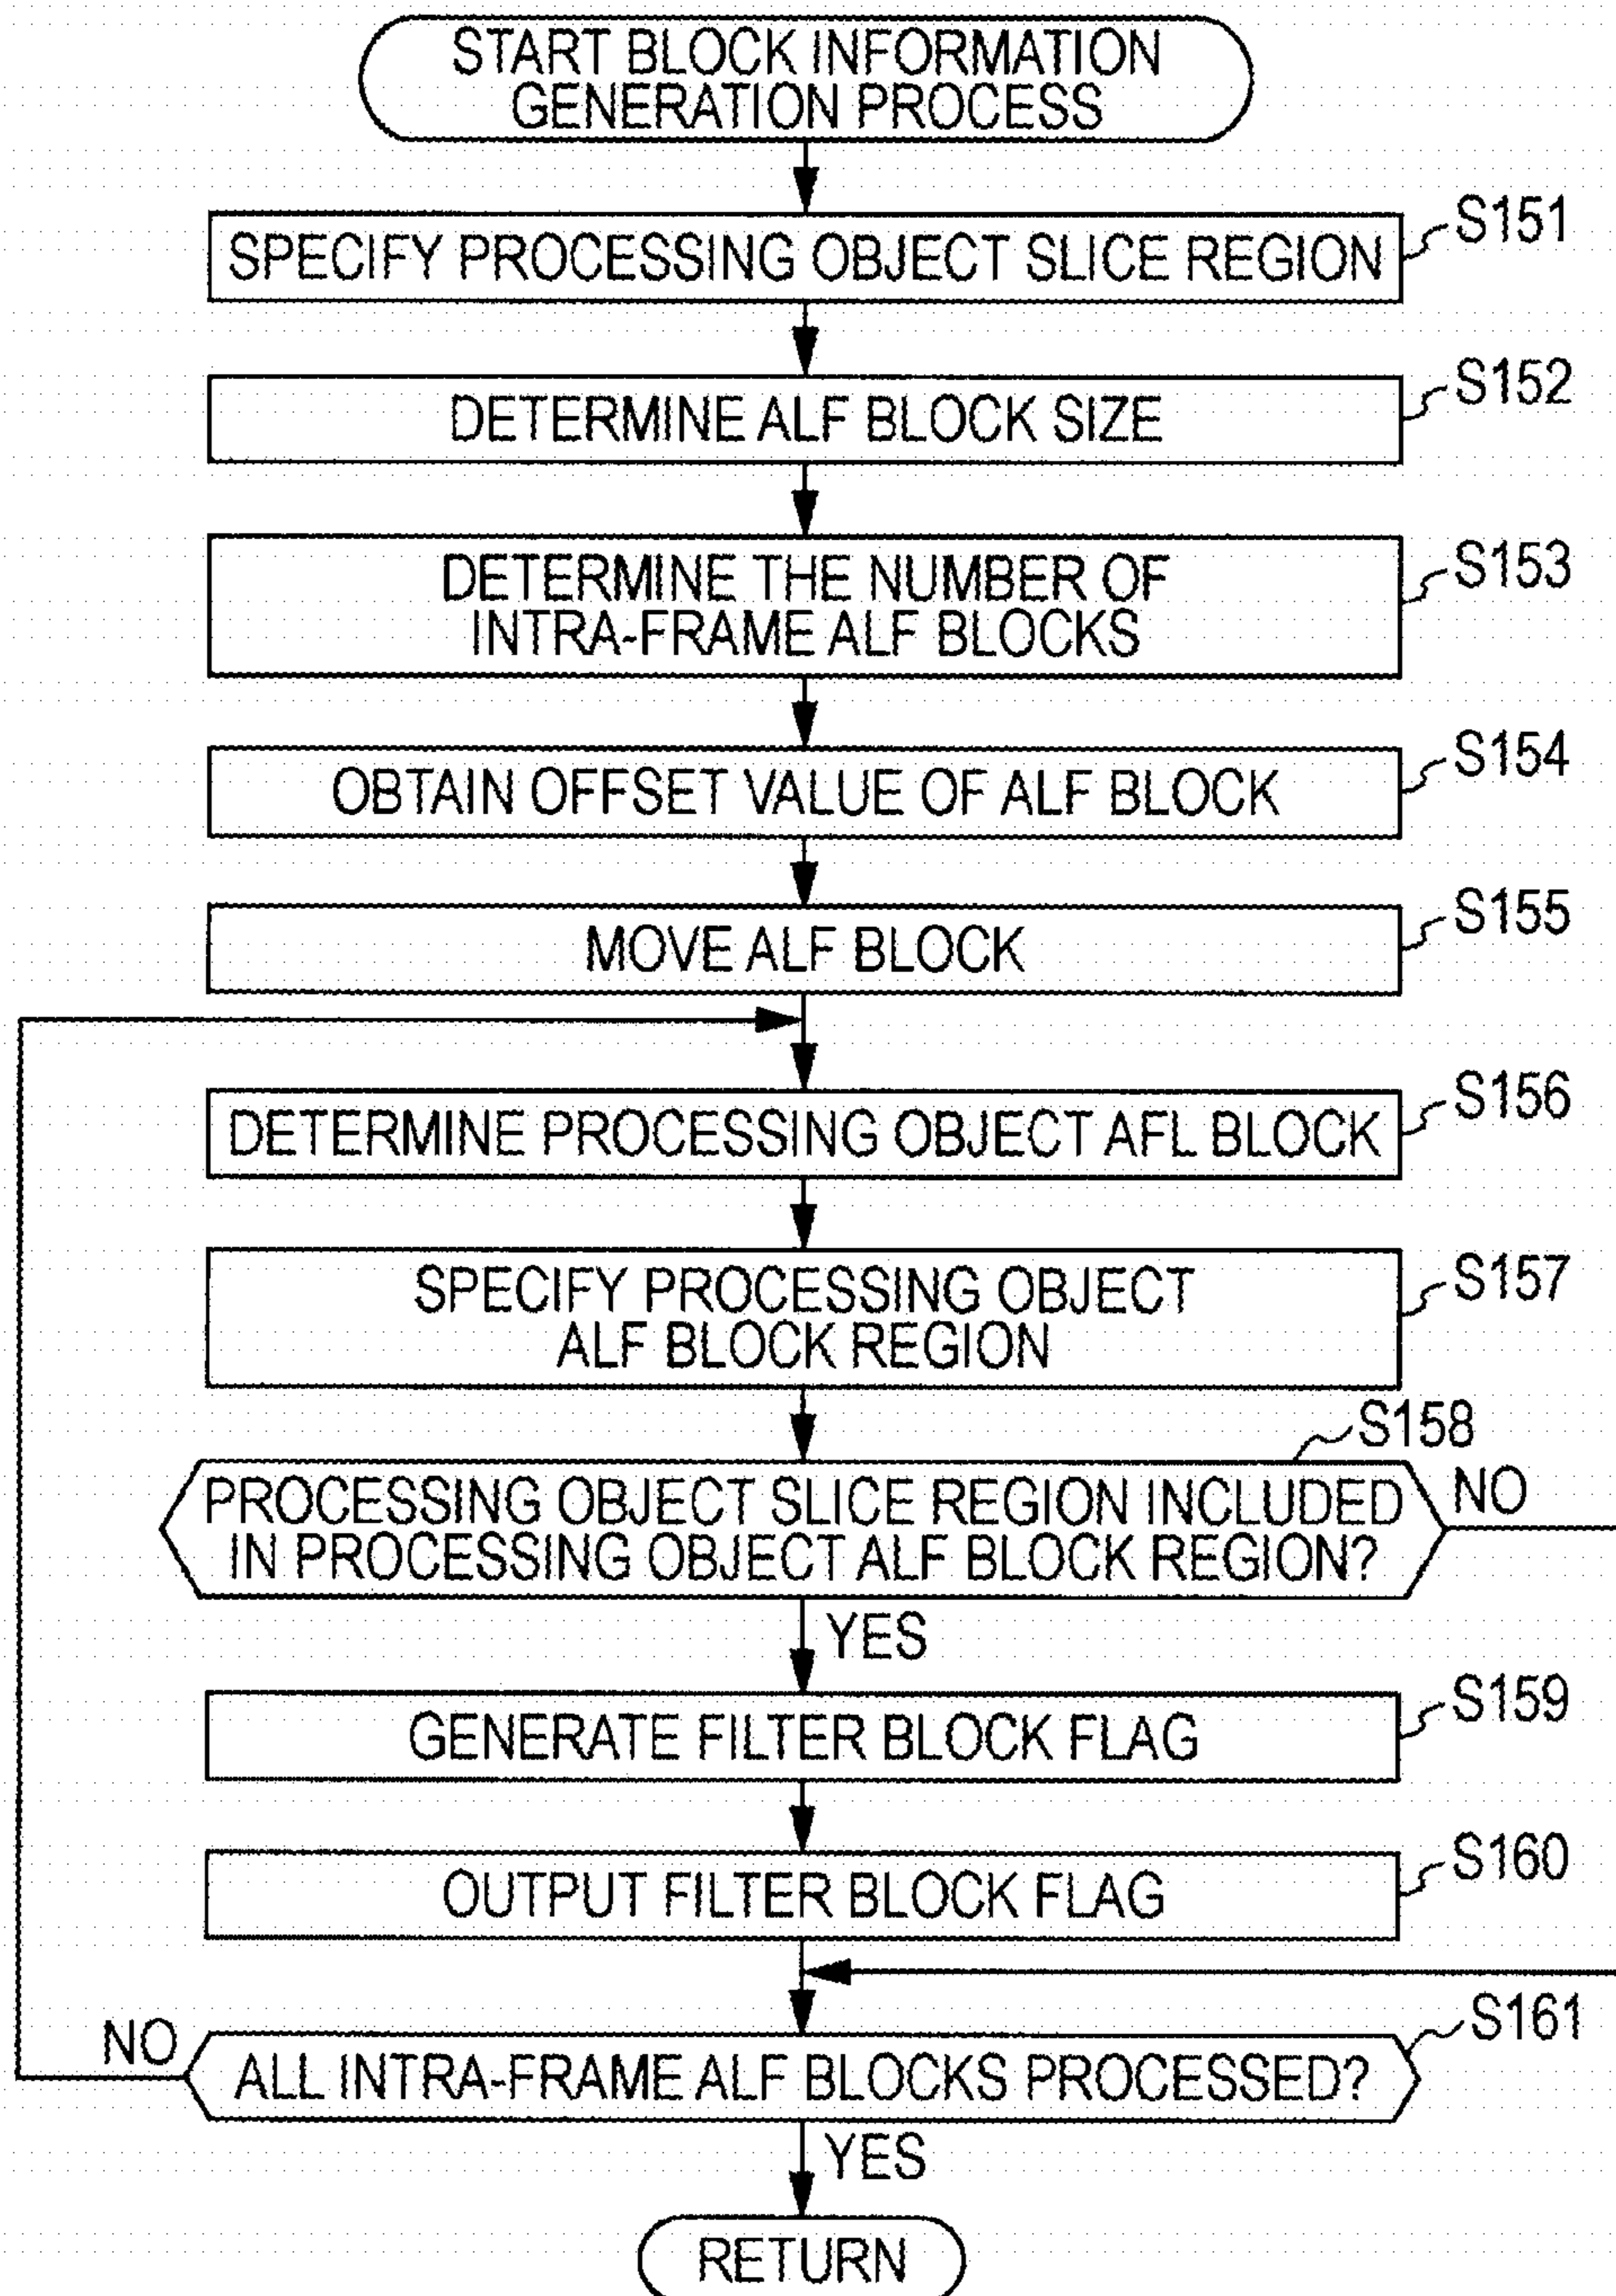 START BLOCK INFORMATION
GENERATION PROCESS
S151
SPECIFY PROCESSING OBJECT SLICE REGION
S152
DETERMINE ALF BLOCK SIZE
S153
DETERMINE THE NUMBER OF
INTRA-FRAME ALF BLOCKS
S154
OBTAIN OFFSET VALUE OF ALF BLOCK
S155
MOVE ALF BLOCK
S156
DETERMINE PROCESSING OBJECT AFL BLOCK
S157
SPECIFY PROCESSING OBJECT
ALF BLOCK REGION
S158
PROCESSING OBJECT SLICE REGION INCLUDED
IN PROCESSING OBJECT ALF BLOCK REGION?
NO
YES
S159
GENERATE FILTER BLOCK FLAG
S160
OUTPUT FILTER BLOCK FLAG
S161
NO
ALL INTRA-FRAME ALF BLOCKS PROCESSED?
YES
RETURN